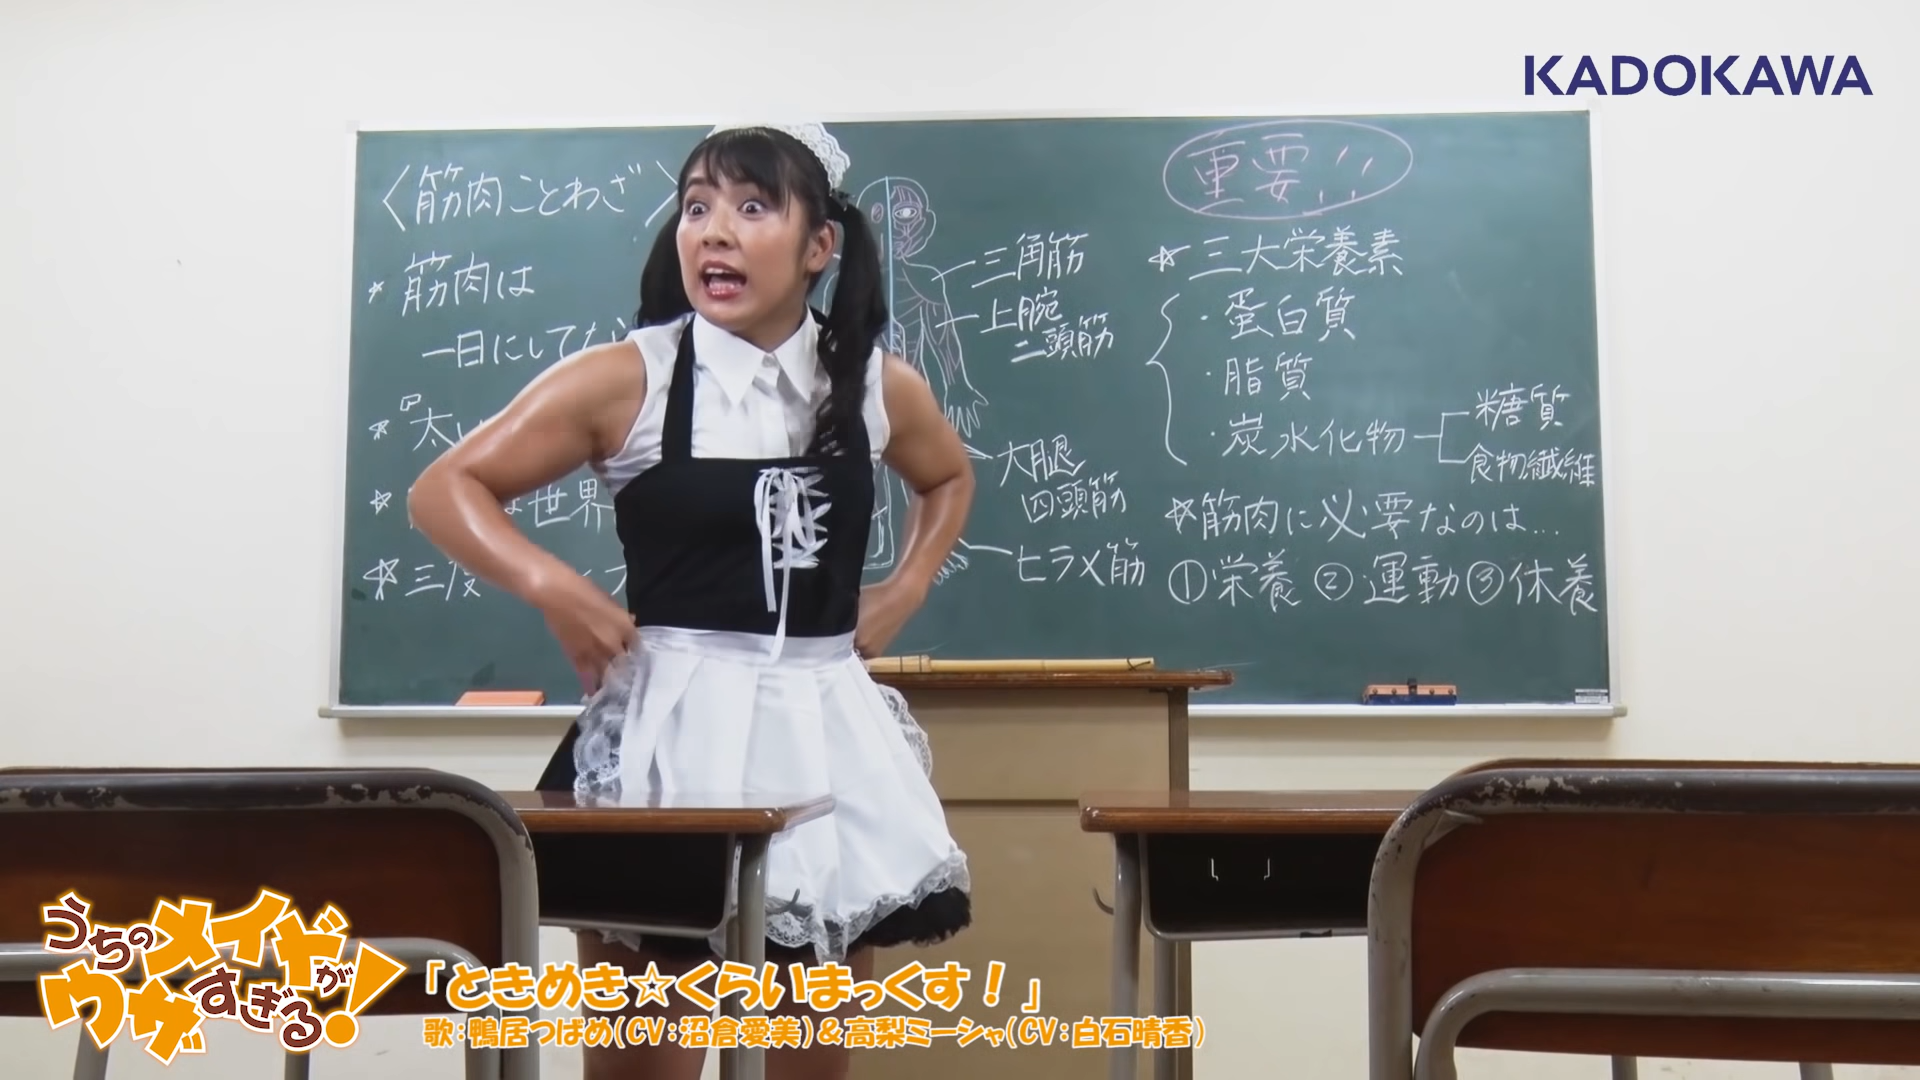 KADOKAWA
〈筋肉ことわざ〉
☆筋肉は
一日にしてなら
☆『太い
世界
☆三度
三角筋
上腕
二頭筋
大腿
四頭筋
ヒラメ筋
重要!!
☆三大栄養素
・蛋白質
・脂質
・炭水化物
糖質
食物繊維
☆筋肉に必要なのは…
①栄養 ②運動 ③休養
うちのメイドが
ウザすぎる!
「ときめき☆くらいまっくす!」
歌:鴨居つばめ(CV:沼倉愛美)&高梨ミーシャ(CV:白石晴香)